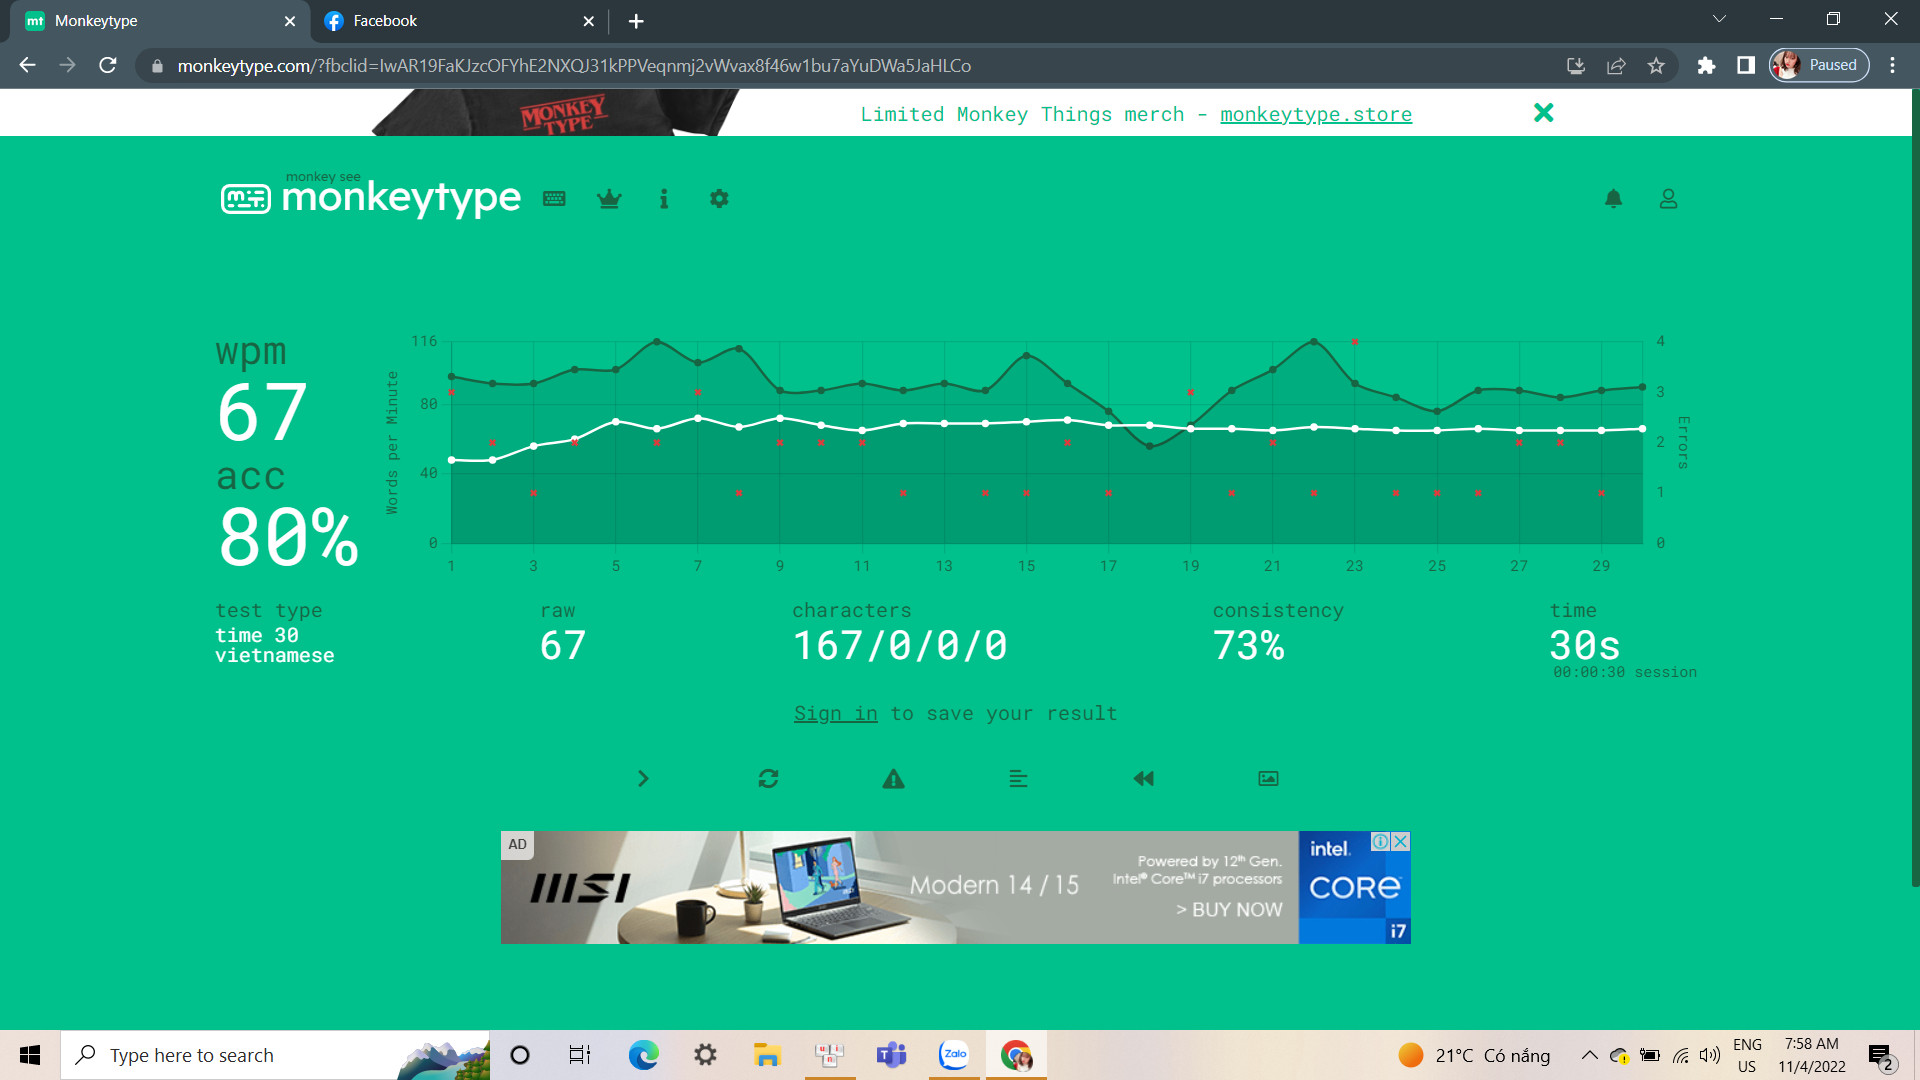 Monkeytype
Facebook
monkeytype.com/?fbclid=IwAR19FaKJzcOFYhE2NXQJ31kPPVeqnmj2vWvax8f46w1bu7aYuDWa5JaHLCo
Paused
MONKEY
TYPE
Limited Monkey Things merch - monkeytype.store
monkey see
monkeytype
wpm
67
acc
80%
Words per Minute
116
80
40
0
1 3 5 7 9 11 13 15 17 19 21 23 25 27 29
4
3
2
1
0
Errors
test type
time 30
vietnamese
raw
67
characters
167/0/0/0
consistency
73%
time
30s
00:00:30 session
Sign in to save your result
AD
msi
Modern 14 / 15
Powered by 12th Gen.
Intel® Core™ i7 processors
> BUY NOW
intel.
CORE
i7
Type here to search
Zalo
21°C Có nắng
ENG
US
7:58 AM
11/4/2022
2